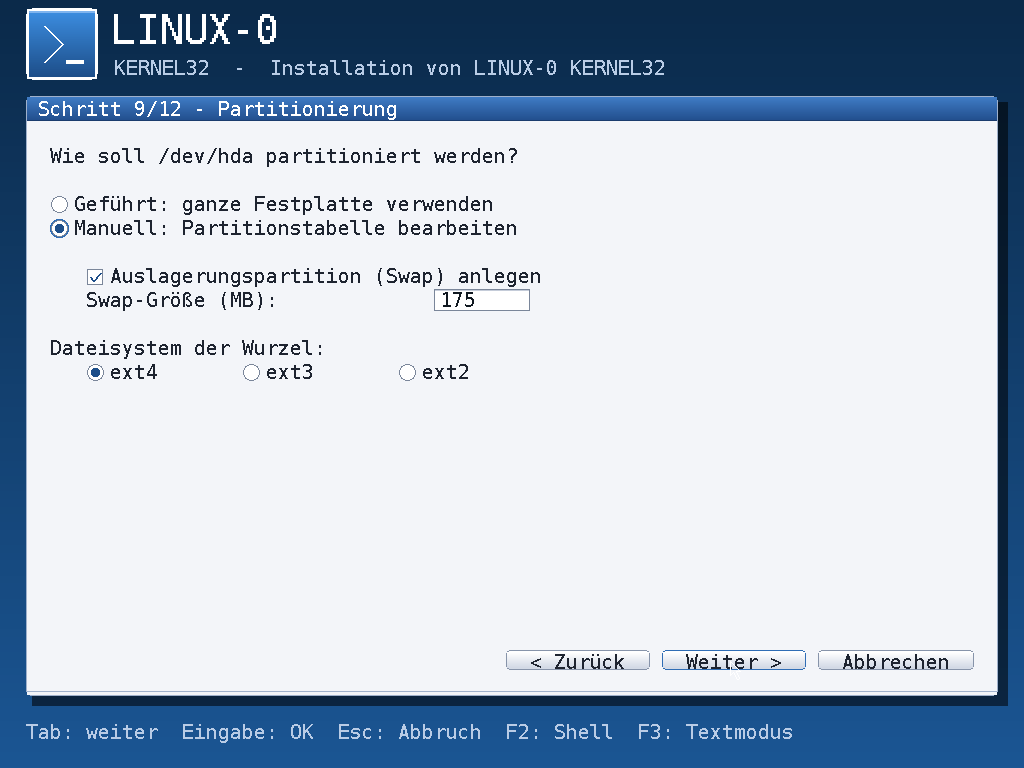 LINUX-0
KERNEL32  -  Installation von LINUX-0 KERNEL32
Schritt 9/12 - Partitionierung
Wie soll /dev/hda partitioniert werden?
Geführt: ganze Festplatte verwenden
Manuell: Partitionstabelle bearbeiten
Auslagerungspartition (Swap) anlegen
Swap-Größe (MB): 175
Dateisystem der Wurzel:
ext4 ext3 ext2
< Zurück Weiter > Abbrechen
Tab: weiter  Eingabe: OK  Esc: Abbruch  F2: Shell  F3: Textmodus